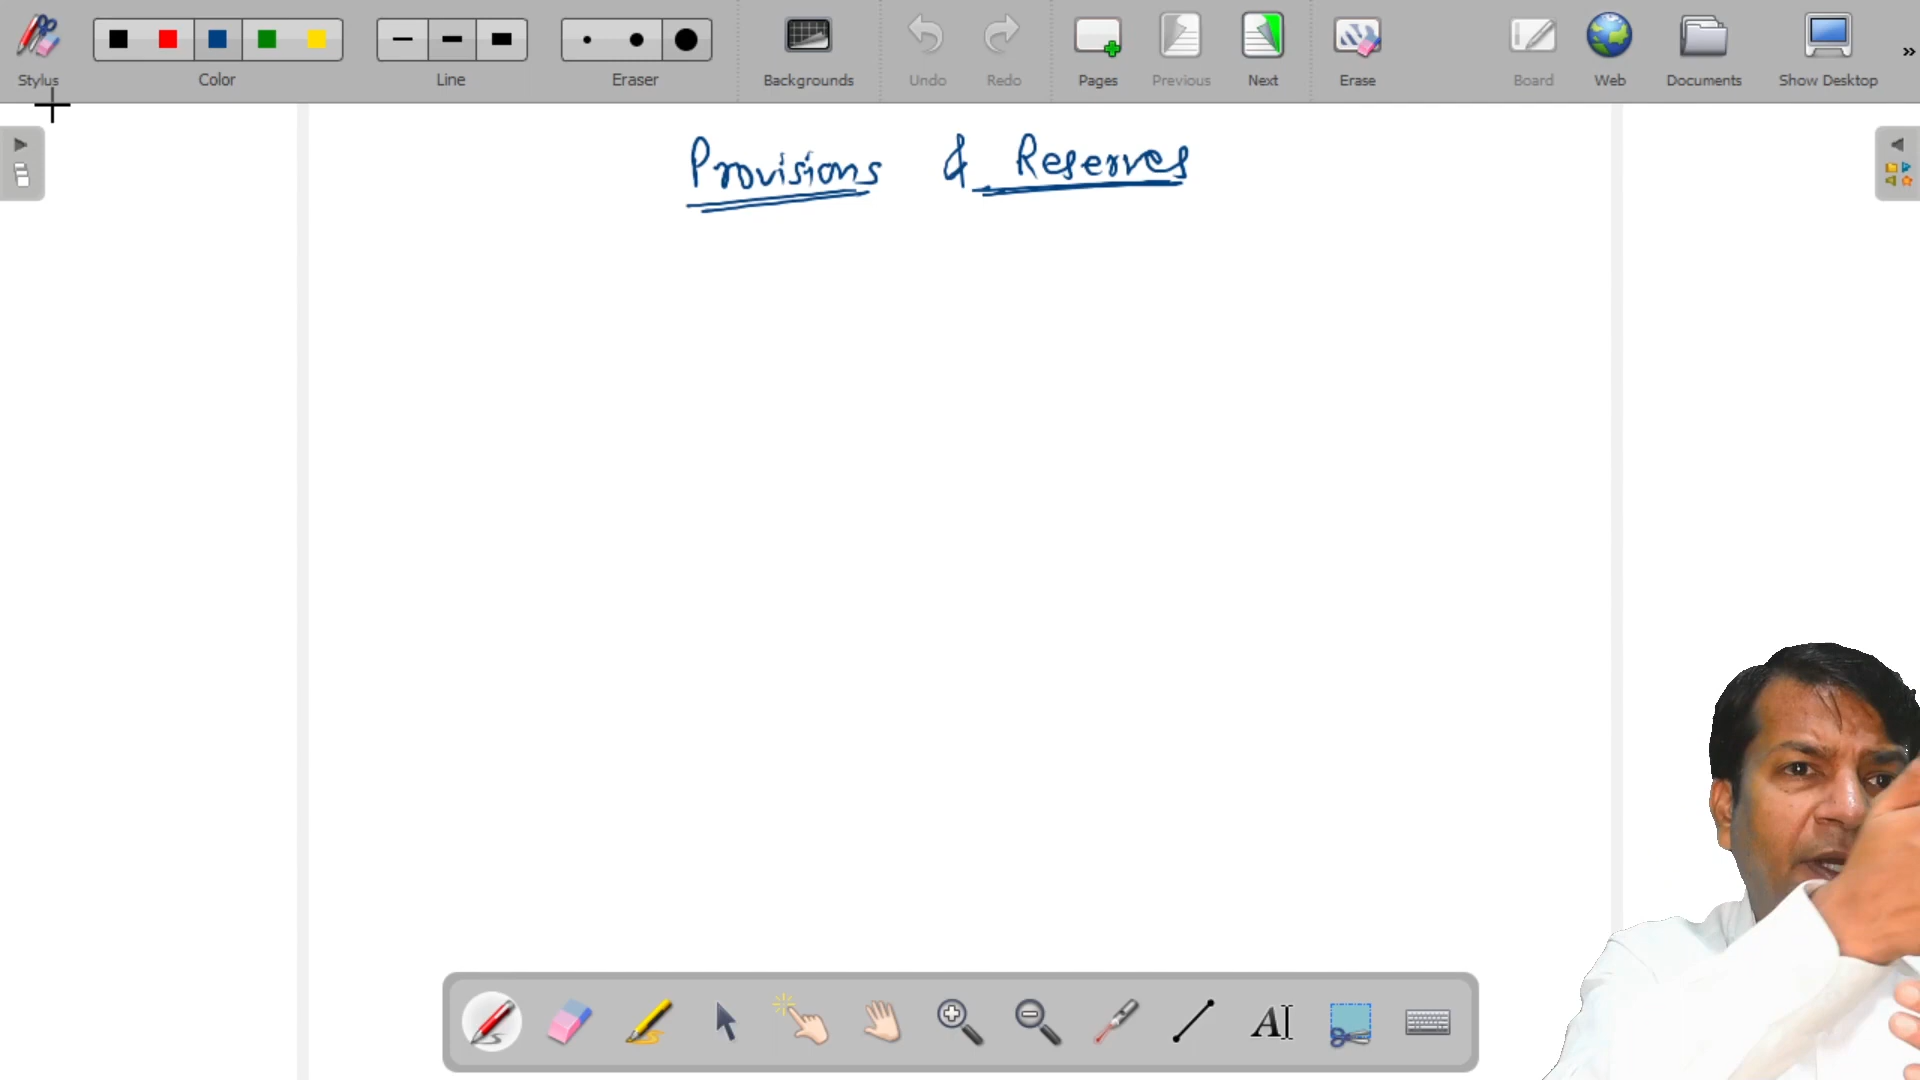 Stylus
Color
Line
Eraser
Backgrounds
Undo
Redo
Pages
Previous
Next
Erase
Board
Web
Documents
Show Desktop
»
Provisions & Reserves
A